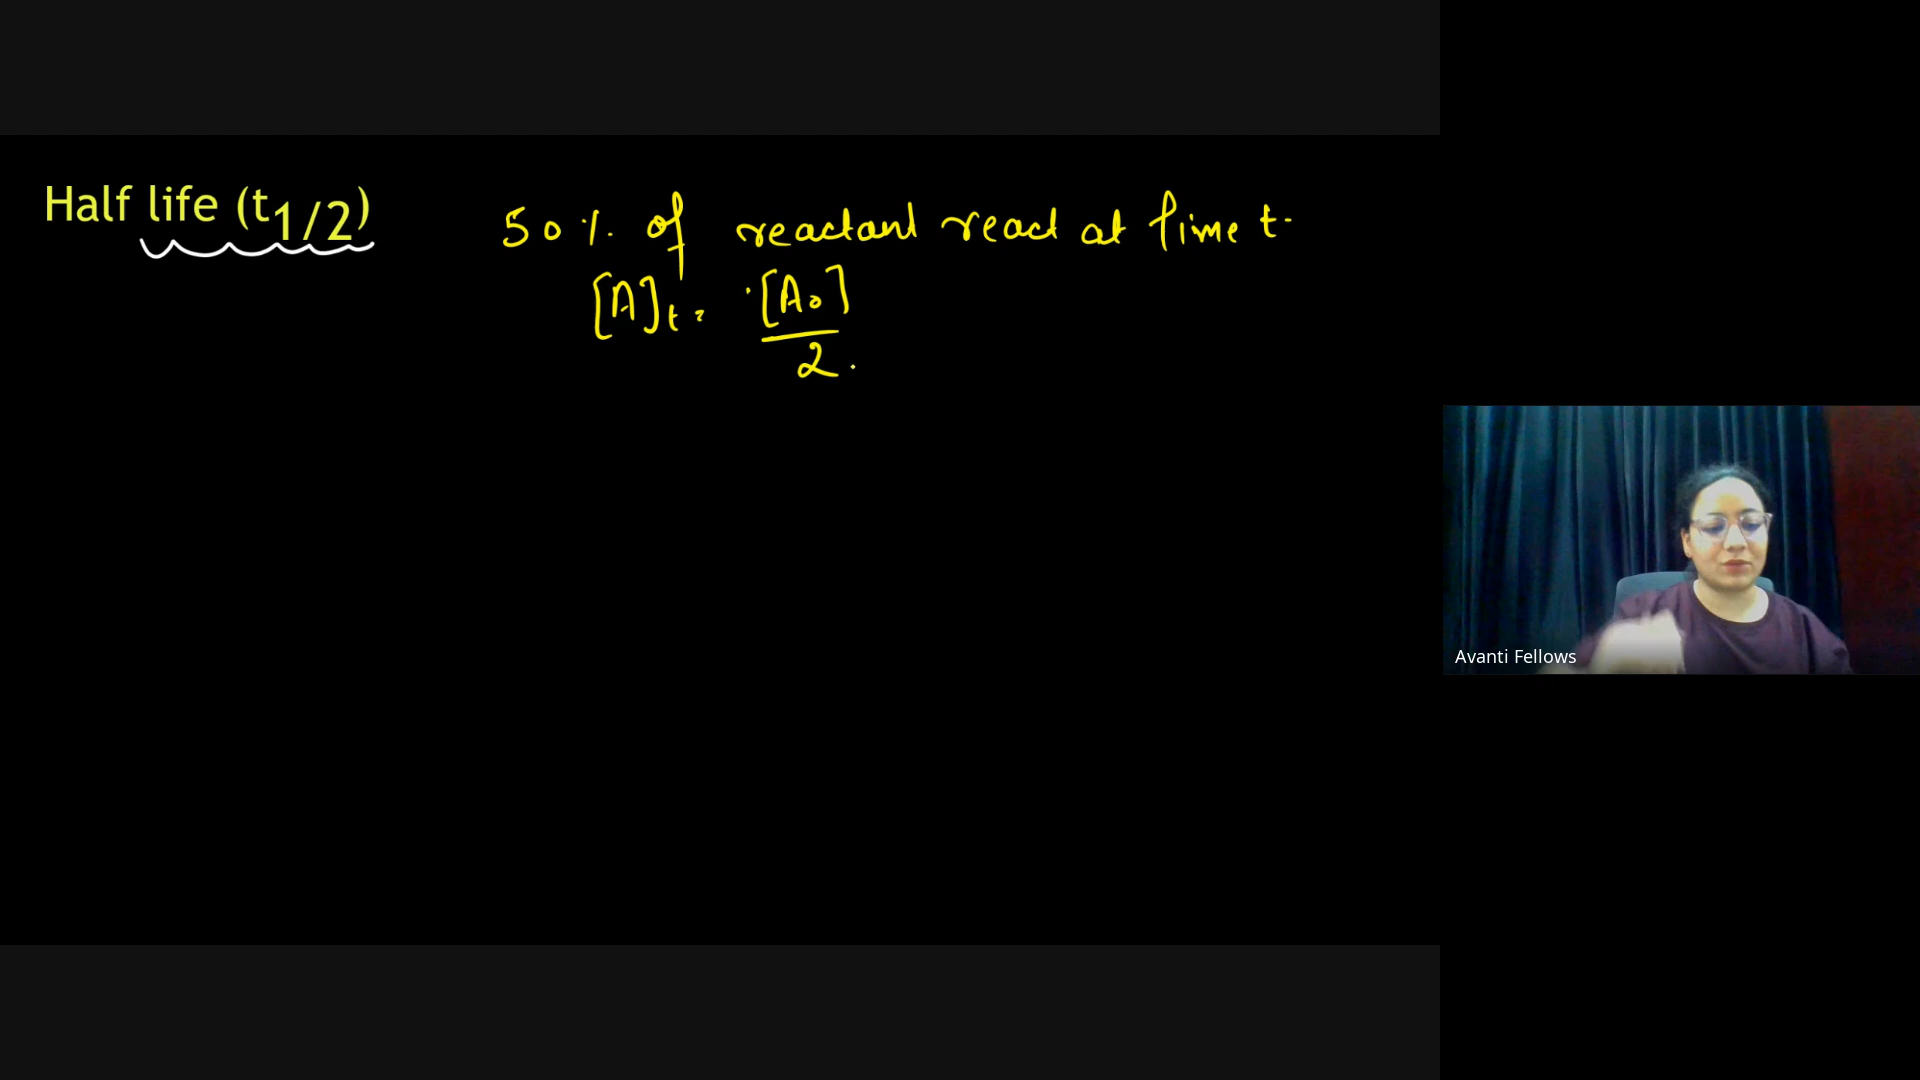 Half life (t1/2)
50% of reactant react at time t.
[A]t = [A0]
2.
Avanti Fellows